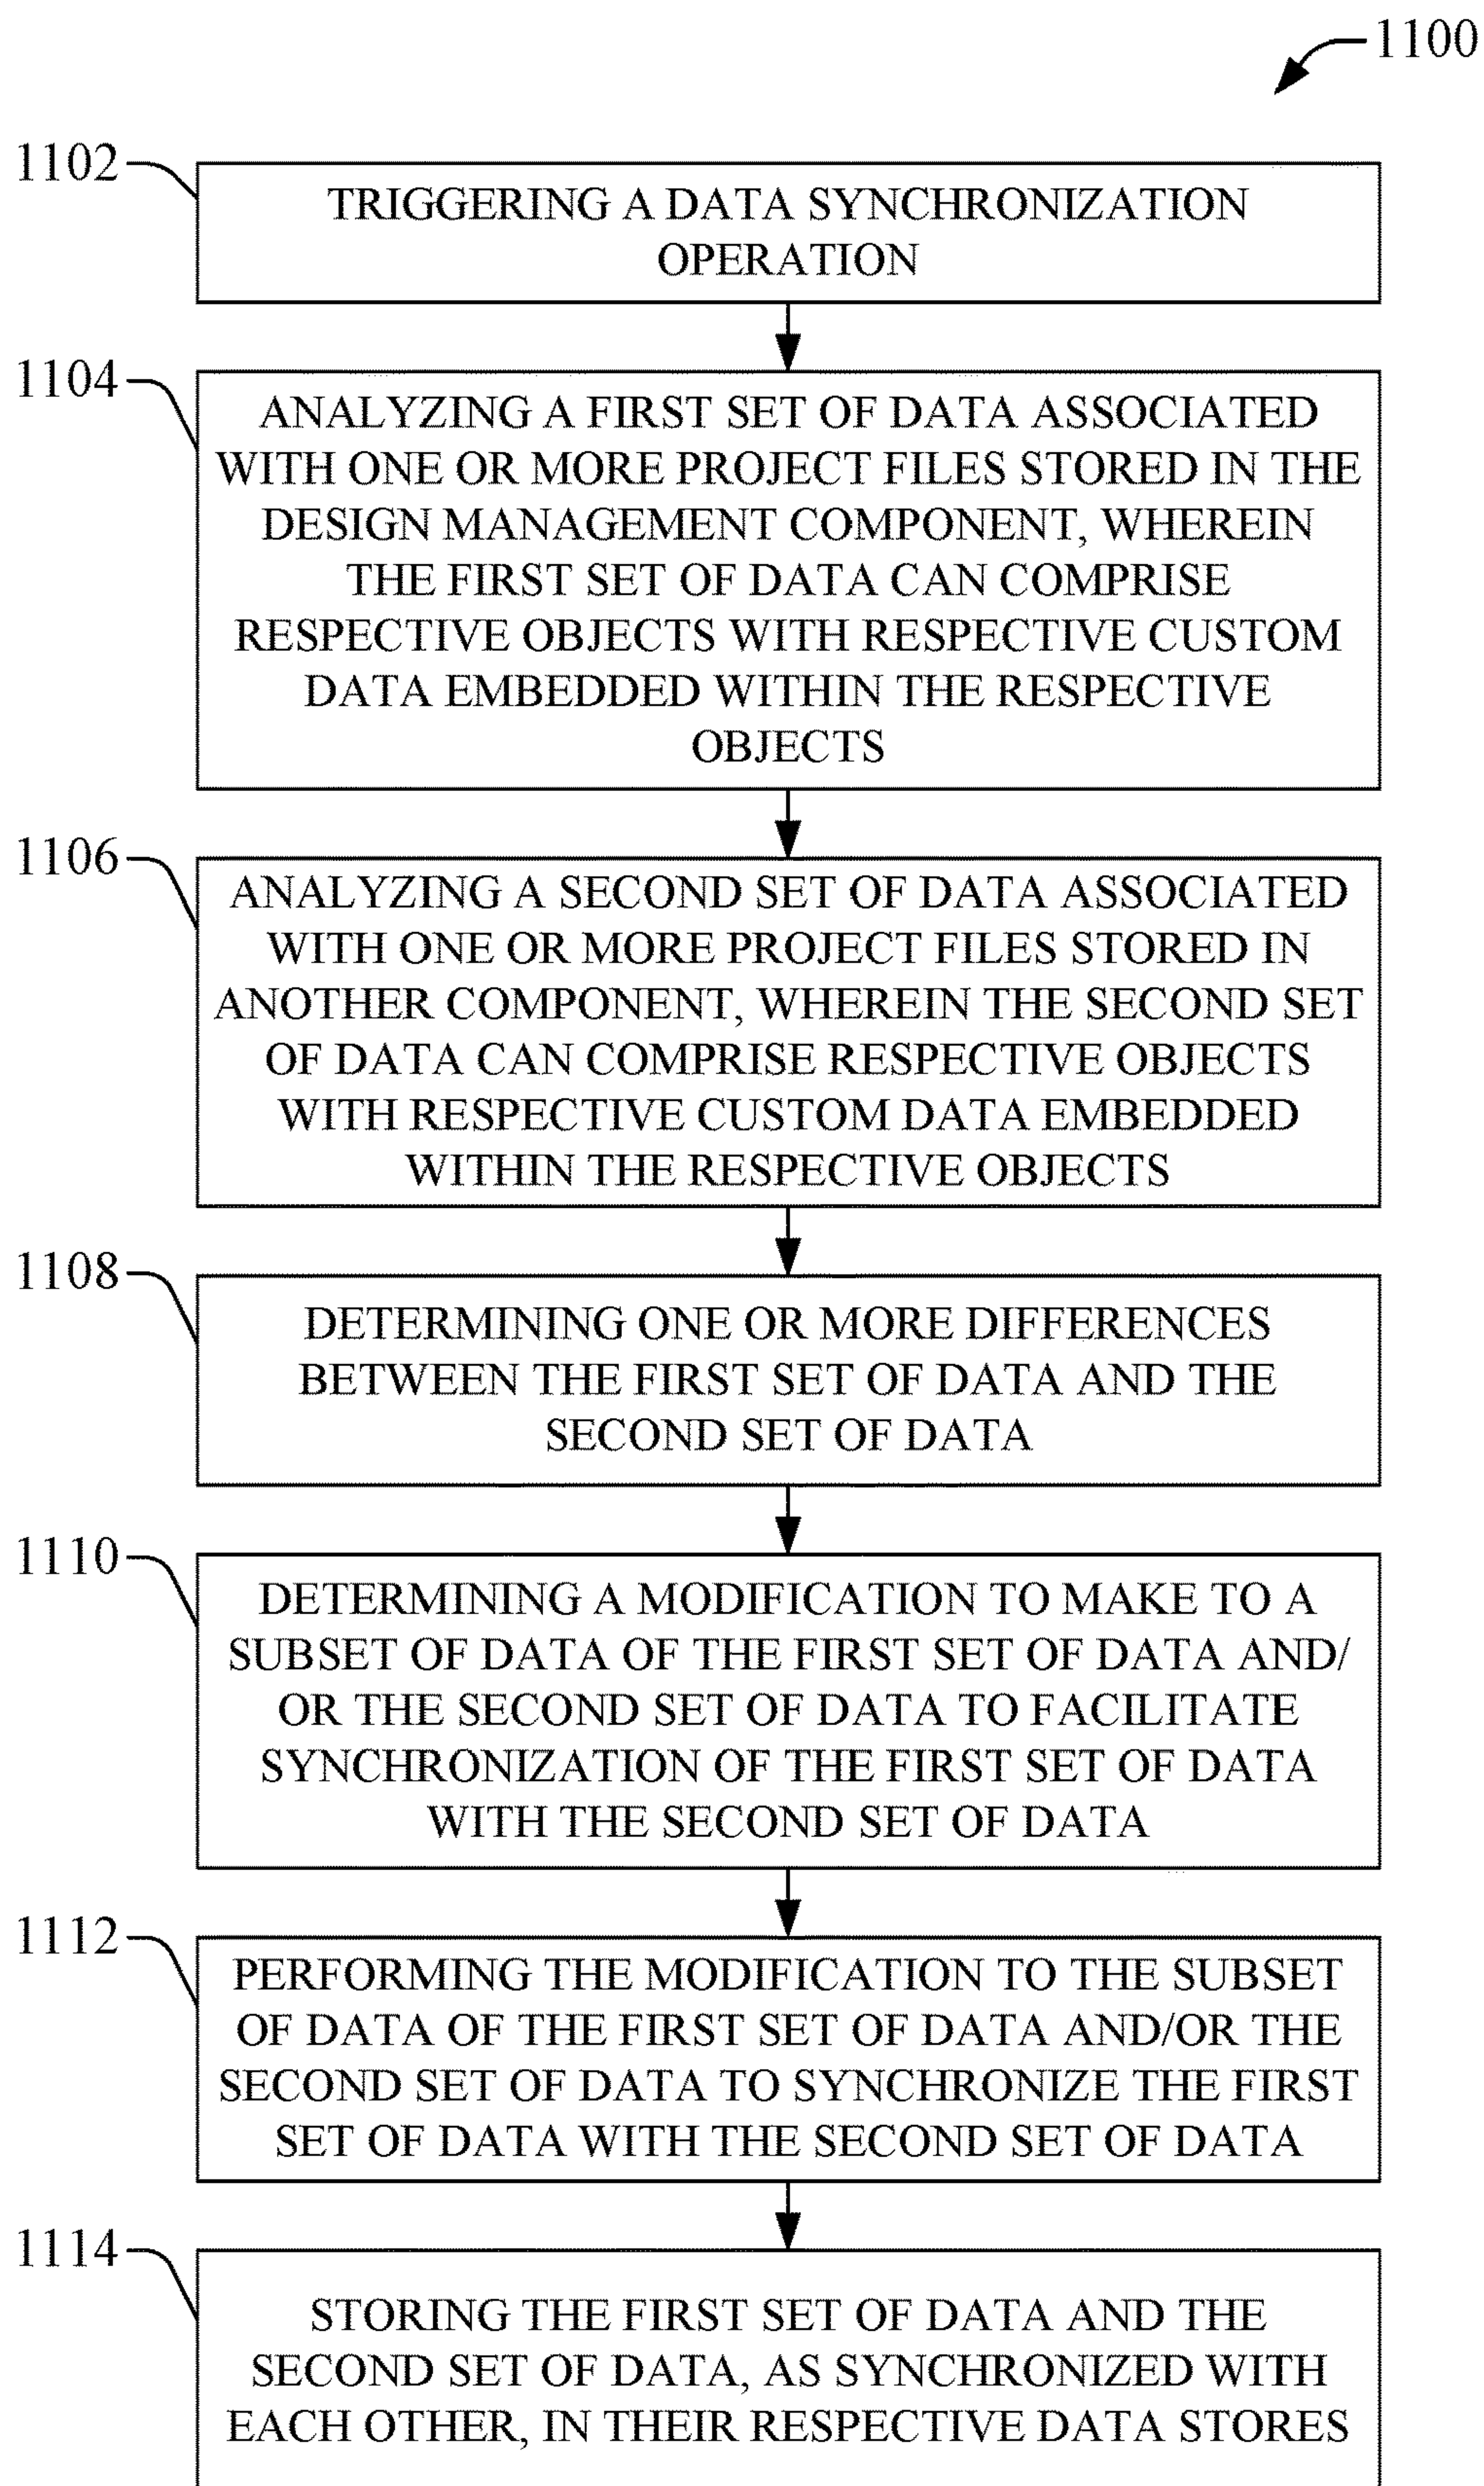 1100
1102
TRIGGERING A DATA SYNCHRONIZATION
OPERATION
1104
ANALYZING A FIRST SET OF DATA ASSOCIATED
WITH ONE OR MORE PROJECT FILES STORED IN THE
DESIGN MANAGEMENT COMPONENT, WHEREIN
THE FIRST SET OF DATA CAN COMPRISE
RESPECTIVE OBJECTS WITH RESPECTIVE CUSTOM
DATA EMBEDDED WITHIN THE RESPECTIVE
OBJECTS
1106
ANALYZING A SECOND SET OF DATA ASSOCIATED
WITH ONE OR MORE PROJECT FILES STORED IN
ANOTHER COMPONENT, WHEREIN THE SECOND SET
OF DATA CAN COMPRISE RESPECTIVE OBJECTS
WITH RESPECTIVE CUSTOM DATA EMBEDDED
WITHIN THE RESPECTIVE OBJECTS
1108
DETERMINING ONE OR MORE DIFFERENCES
BETWEEN THE FIRST SET OF DATA AND THE
SECOND SET OF DATA
1110
DETERMINING A MODIFICATION TO MAKE TO A
SUBSET OF DATA OF THE FIRST SET OF DATA AND/
OR THE SECOND SET OF DATA TO FACILITATE
SYNCHRONIZATION OF THE FIRST SET OF DATA
WITH THE SECOND SET OF DATA
1112
PERFORMING THE MODIFICATION TO THE SUBSET
OF DATA OF THE FIRST SET OF DATA AND/OR THE
SECOND SET OF DATA TO SYNCHRONIZE THE FIRST
SET OF DATA WITH THE SECOND SET OF DATA
1114
STORING THE FIRST SET OF DATA AND THE
SECOND SET OF DATA, AS SYNCHRONIZED WITH
EACH OTHER, IN THEIR RESPECTIVE DATA STORES